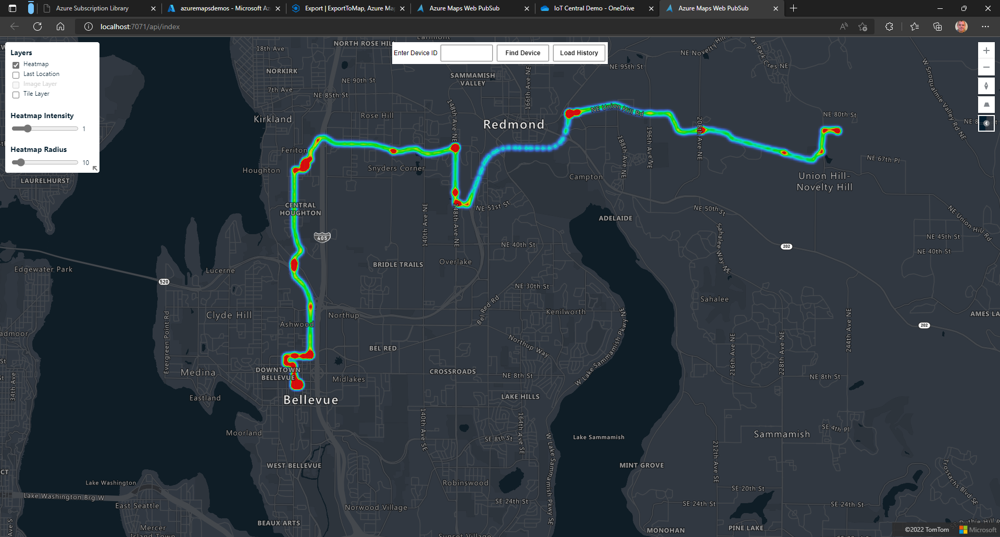 Azure Subscription Library
azuremapsdemos - Microsoft Az
Export | ExportToMap, Azure Ma
Azure Maps Web PubSub
IoT Central Demo - OneDrive
Azure Maps Web PubSub
localhost:7071/api/index
Layers
Heatmap
Last Location
Image Layer
Tile Layer
Heatmap Intensity
1
Heatmap Radius
10
Enter Device ID
Find Device
Load History
NORTH ROSE HIL
18th Ave
NORKIRK
NE 90th St
7th Ave
NE 85th St
SAMMAMISH
VALLEY
166th Ave NE
NE 95th St
NE Novelty Hill
W Snoqualmie Valley Rd NE
Kirkland
Rose Hill
148th Ave NE
Redmond
NE Union Hill Rd
NE 80th St
NE 8
208th Ave NE
196th Ave NE
188th Ave NE
Feriton
Houghton
Snyders Corner
Campton
NE 67th Pl
Union Hill-
Novelty Hill
LAURELHURST
CENTRAL
HOUGHTON
140th Ave NE
148th Ave NE
NE 51st St
ADELAIDE
NE 50th St
NE Union Hill Rd
Sahalee Way NE
405
NE 40th St
202
NE 45th St
NE 40th St
Edgewater Park
Lucerne
BRIDLE TRAILS
Overlake
520
NE 30th St
Bel Red Rd
Sahalee
Evergreen Point Rd
Clyde Hill
Northup
Kenilworth
Ashwood
W Lake Sammamish Pkwy NE
244th Ave NE
AMES LA
202
admoor
BEL RED
Northup Way
216th Ave NE
228th Ave NE
St
Medina
DOWNTOWN
BELLEVUE
Midlakes
CROSSROADS
NE 8th St
NE 8th St
34th Ave
Eastland
Bellevue
LAKE HILLS
Moorland
140th Ave SE
164th Ave SE
SE 8th St
W Lake Sammamish Pkwy SE
Lake Sammamish
212th Ave SE
Sammamish
SE 4th Pl
WEST BELLEVUE
MINT GROVE
Trossachs Blvd SE
CT
Lake Washington
Robinswood
SE 20th St
Lake Washington Brg W
East Seattle
Norwood Village
SE 24th St
SE 24th St
SE 24th St
BEAUX ARTS
Mercer
Island Town
Ave S
Sunset Village
MONOHAN
PINE LAKE
©2022 TomTom
Microsoft